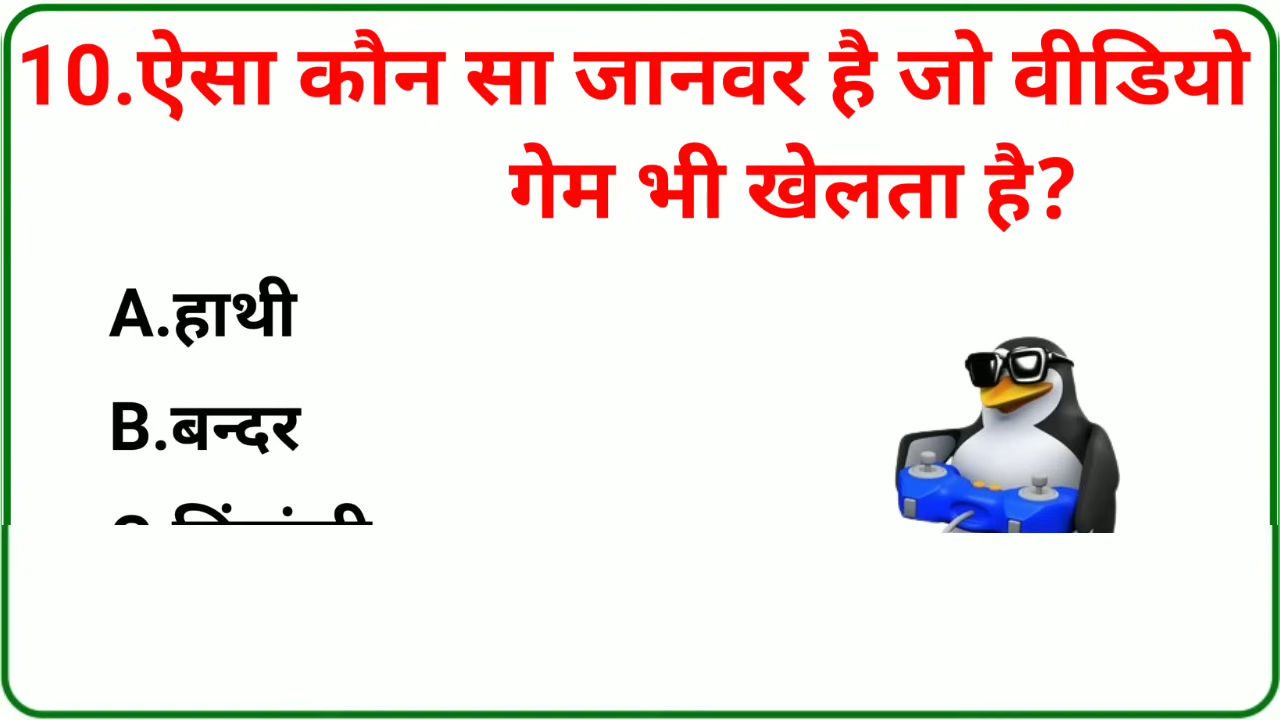 10.ऐसा कौन सा जानवर है जो वीडियो
गेम भी खेलता है?
A.हाथी
B.बन्दर